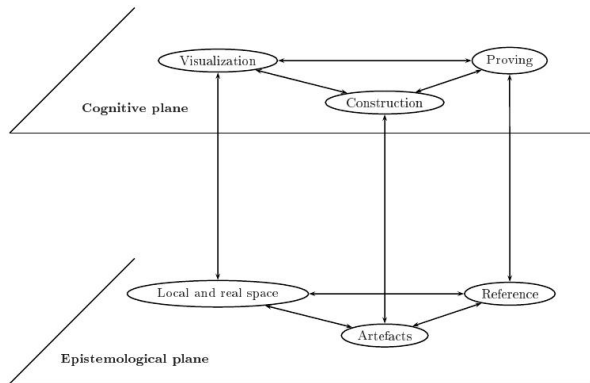 Visualization
Proving
Construction
Cognitive plane
Local and real space
Reference
Artefacts
Epistemological plane